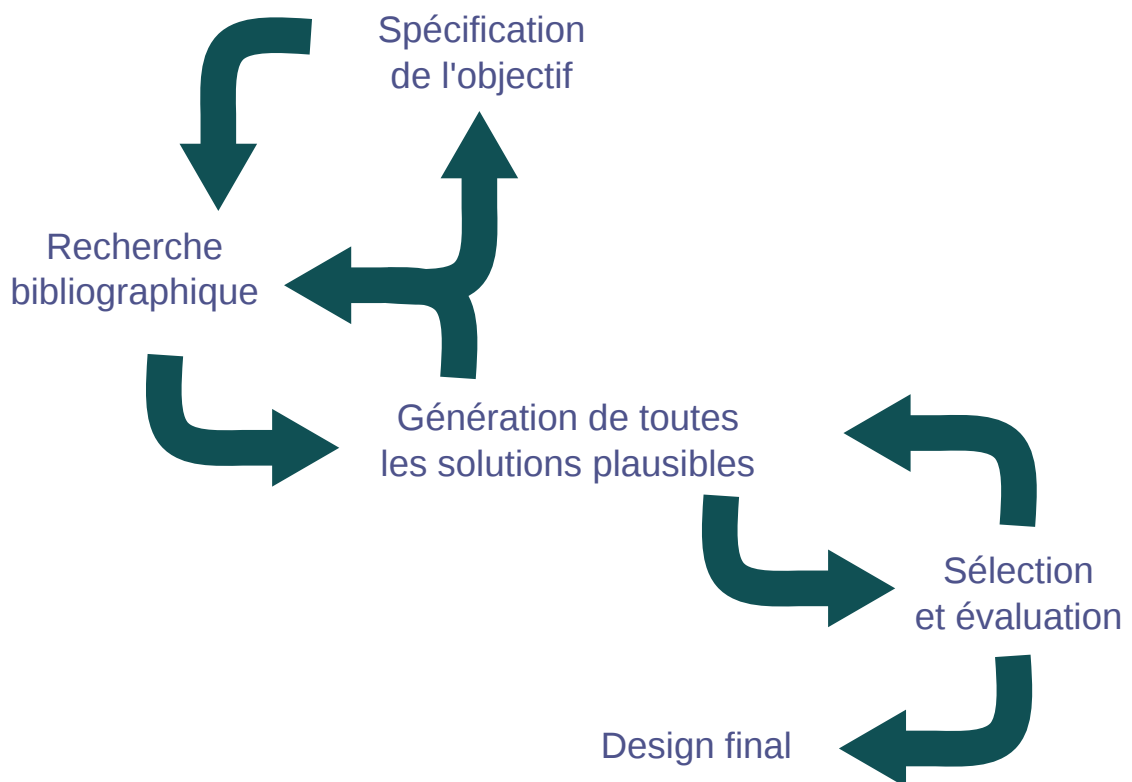 Spécification
de l'objectif
Recherche
bibliographique
Génération de toutes
les solutions plausibles
Sélection
et évaluation
Design final